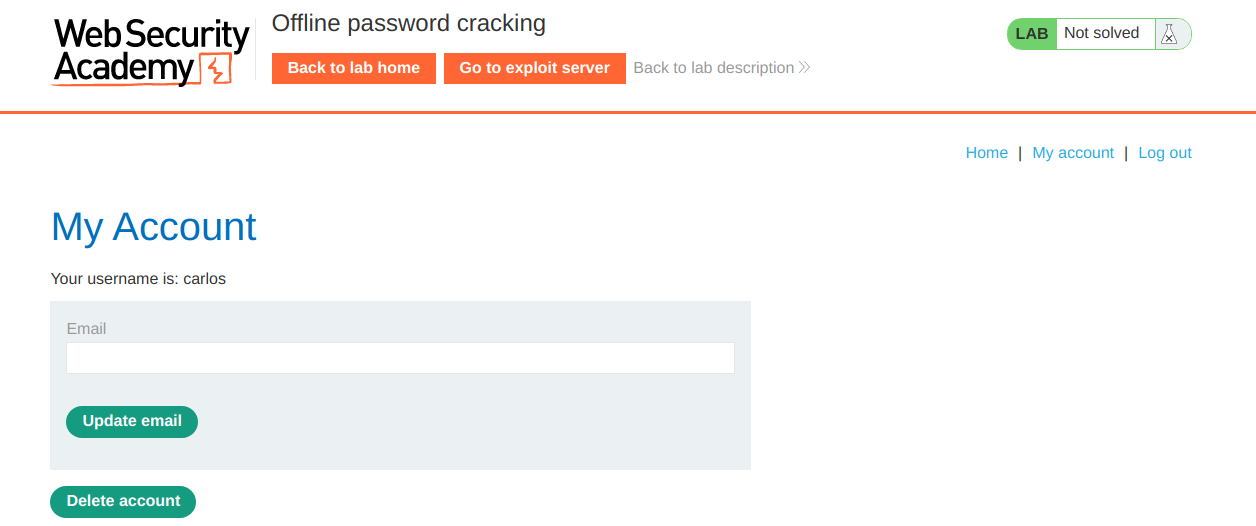 Web Security
Academy
Offline password cracking
Back to lab home
Go to exploit server
Back to lab description
LAB
Not solved
Home | My account | Log out
My Account
Your username is: carlos
Email
Update email
Delete account